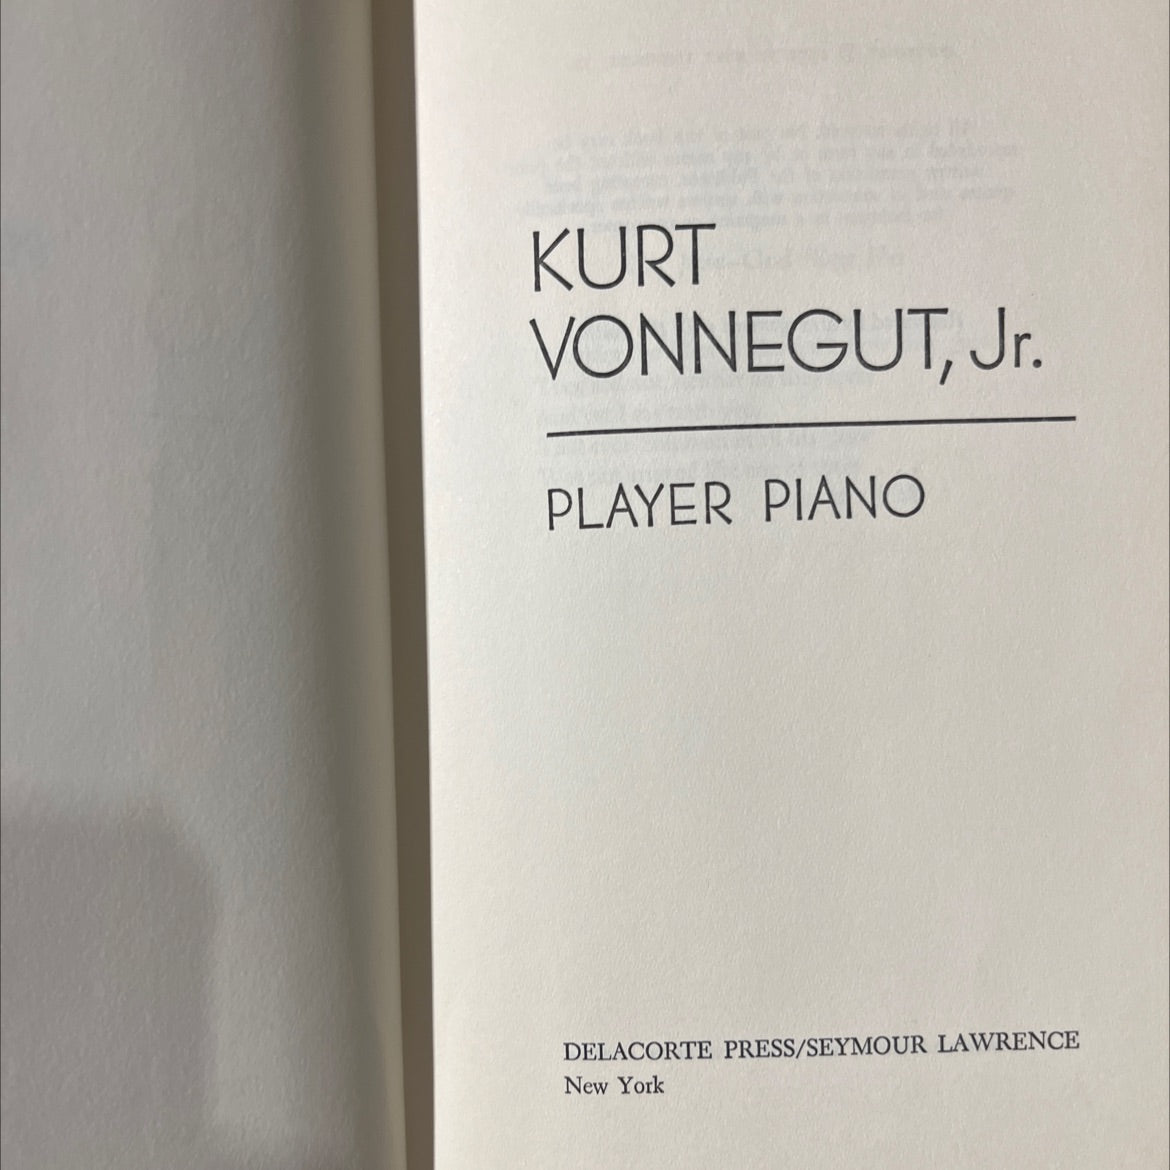 KURT
VONNEGUT, Jr.
PLAYER PIANO
DELACORTE PRESS/SEYMOUR LAWRENCE
New York